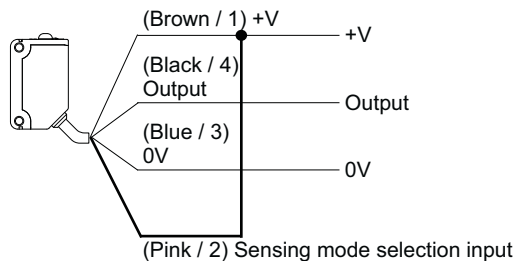 (Brown / 1) +V
+V
(Black / 4)
Output
Output
(Blue / 3)
0V
0V
(Pink / 2) Sensing mode selection input